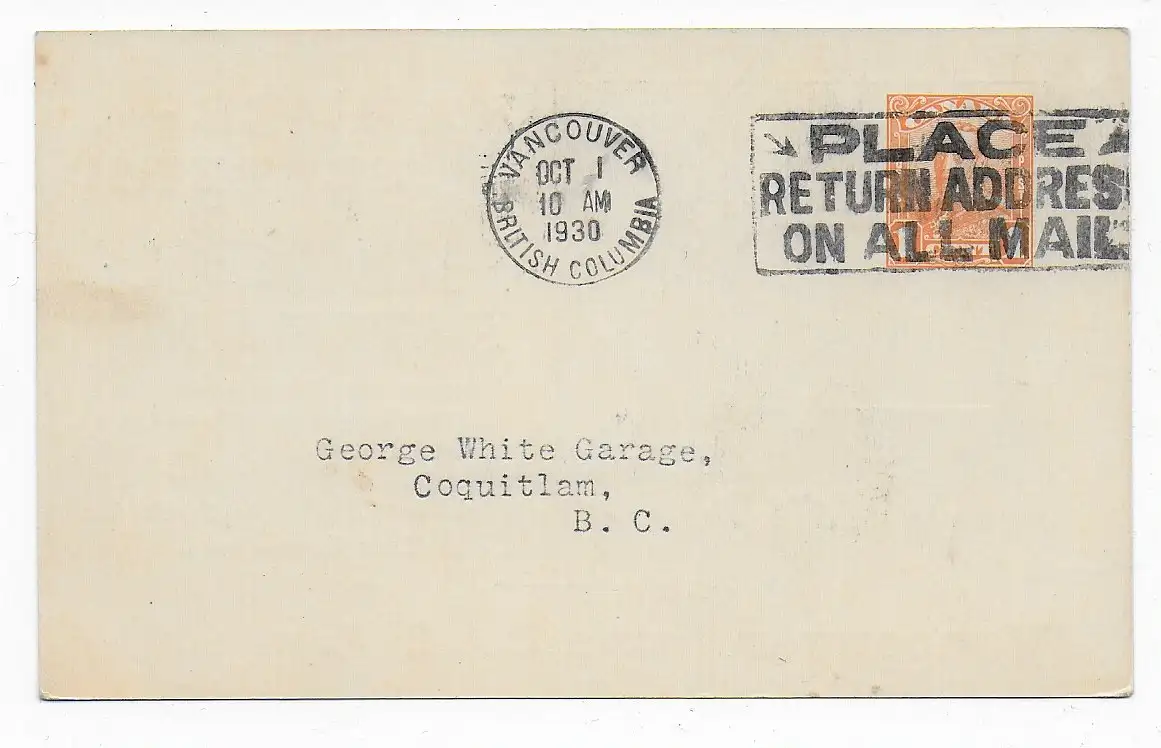 VANCOUVER
OCT 1
10 AM
1930
BRITISH COLUMBIA
PLACE
RETURN ADDRESS
ON ALL MAIL
George White Garage,
Coquitlam,
B. C.